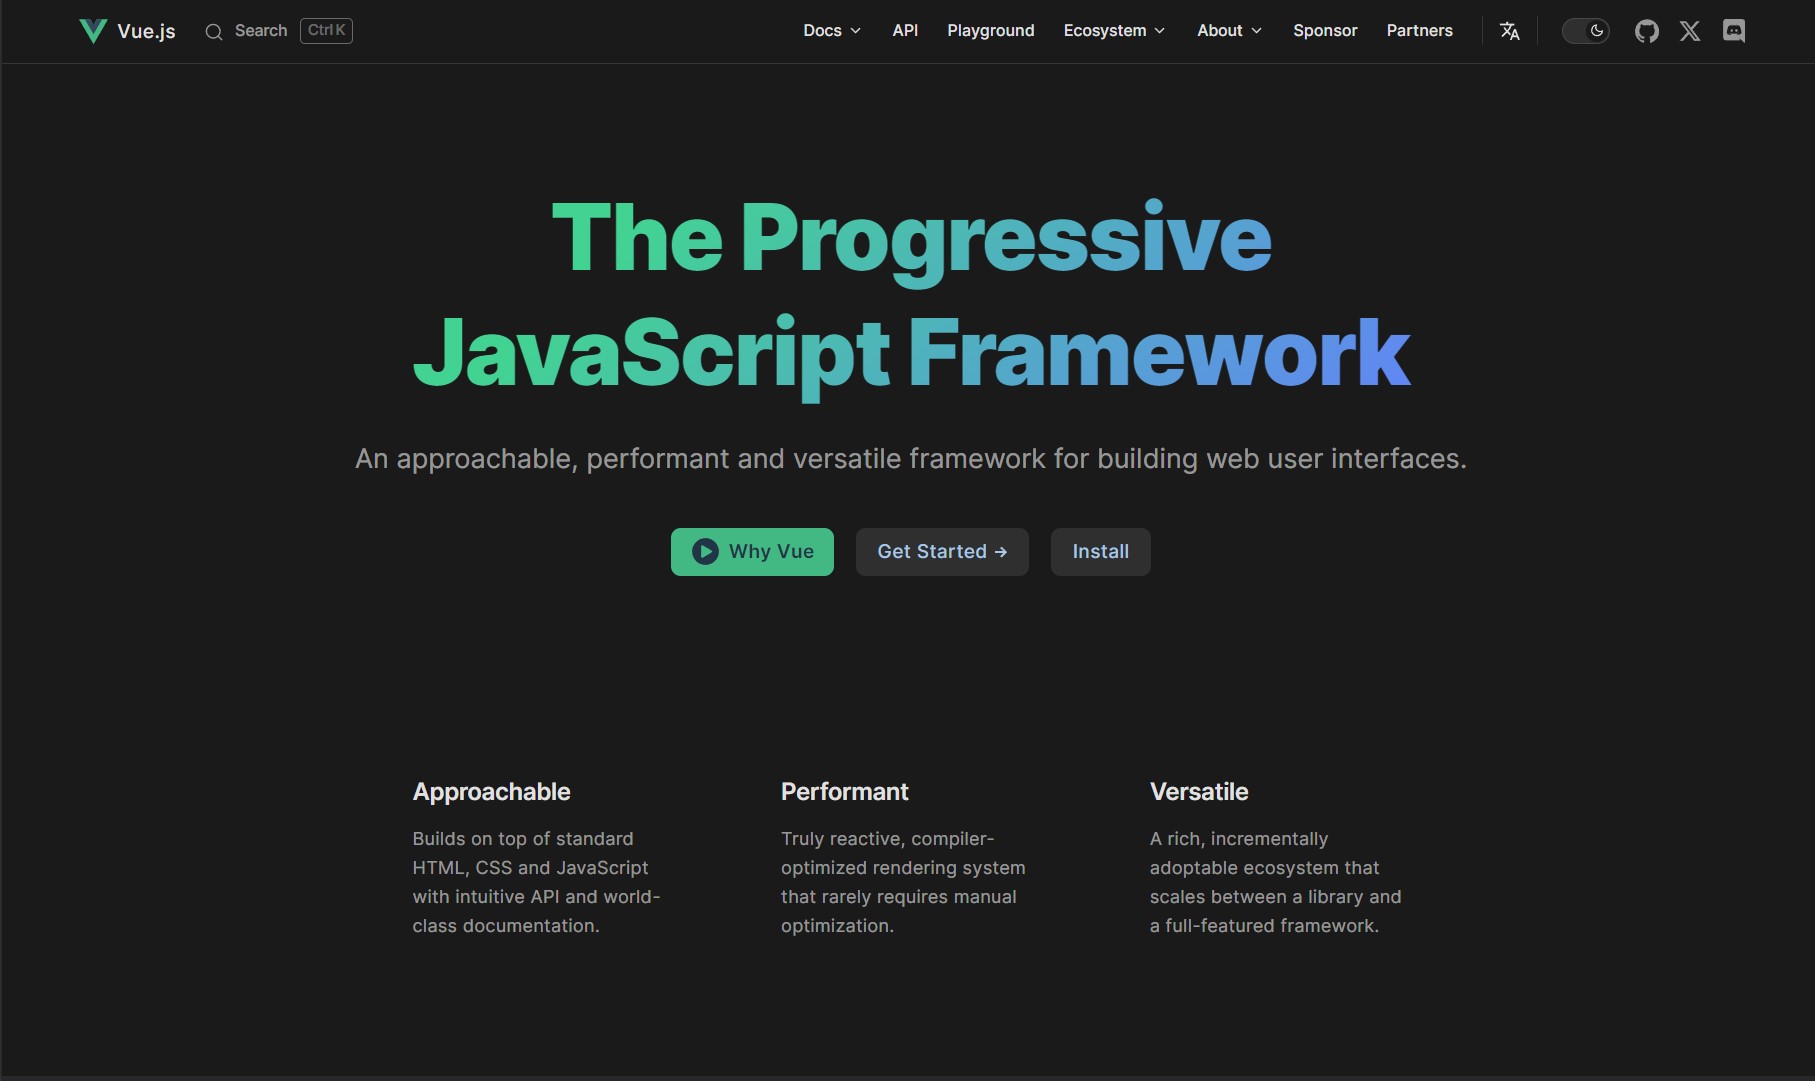 Vue.js Search Ctrl K Docs API Playground Ecosystem About Sponsor Partners
The Progressive
JavaScript Framework
An approachable, performant and versatile framework for building web user interfaces.
Why Vue Get Started → Install
Approachable
Builds on top of standard
HTML, CSS and JavaScript
with intuitive API and world-
class documentation.
Performant
Truly reactive, compiler-
optimized rendering system
that rarely requires manual
optimization.
Versatile
A rich, incrementally
adoptable ecosystem that
scales between a library and
a full-featured framework.